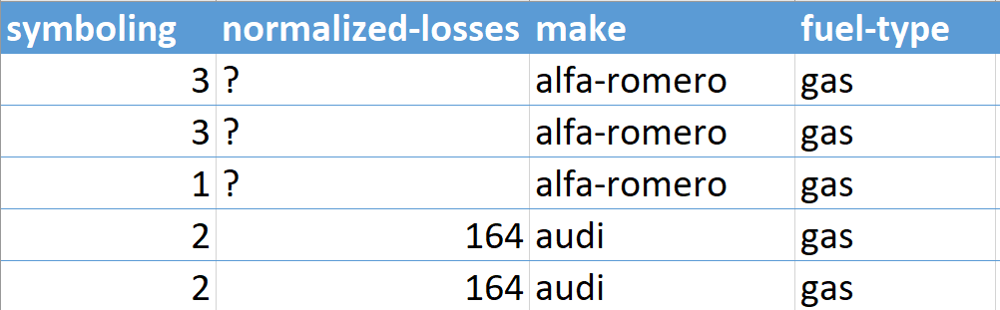 symboling normalized-losses make fuel-type
3 ? alfa-romero gas
3 ? alfa-romero gas
1 ? alfa-romero gas
2 164 audi gas
2 164 audi gas